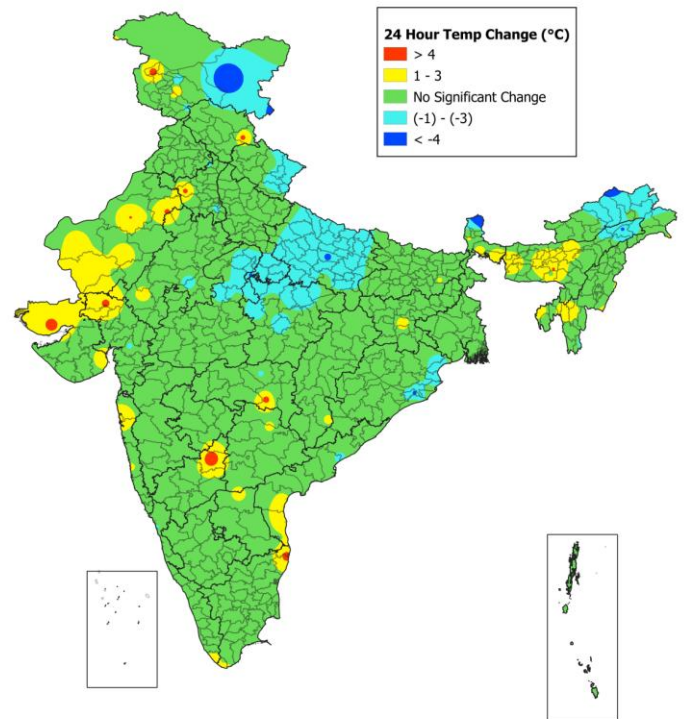 24 Hour Temp Change (°C)
> 4
1 - 3
No Significant Change
(-1) - (-3)
< -4